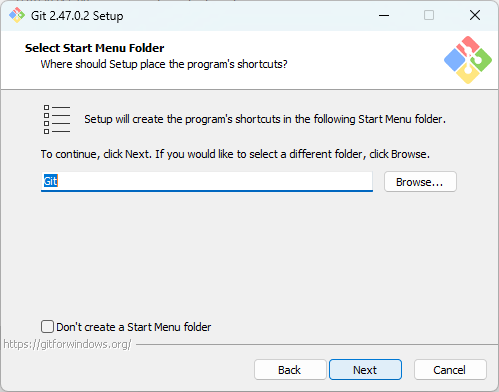 Git 2.47.0.2 Setup
Select Start Menu Folder
Where should Setup place the program's shortcuts?
Setup will create the program's shortcuts in the following Start Menu folder.
To continue, click Next. If you would like to select a different folder, click Browse.
Git
Browse...
Don't create a Start Menu folder
https://gitforwindows.org/
Back
Next
Cancel